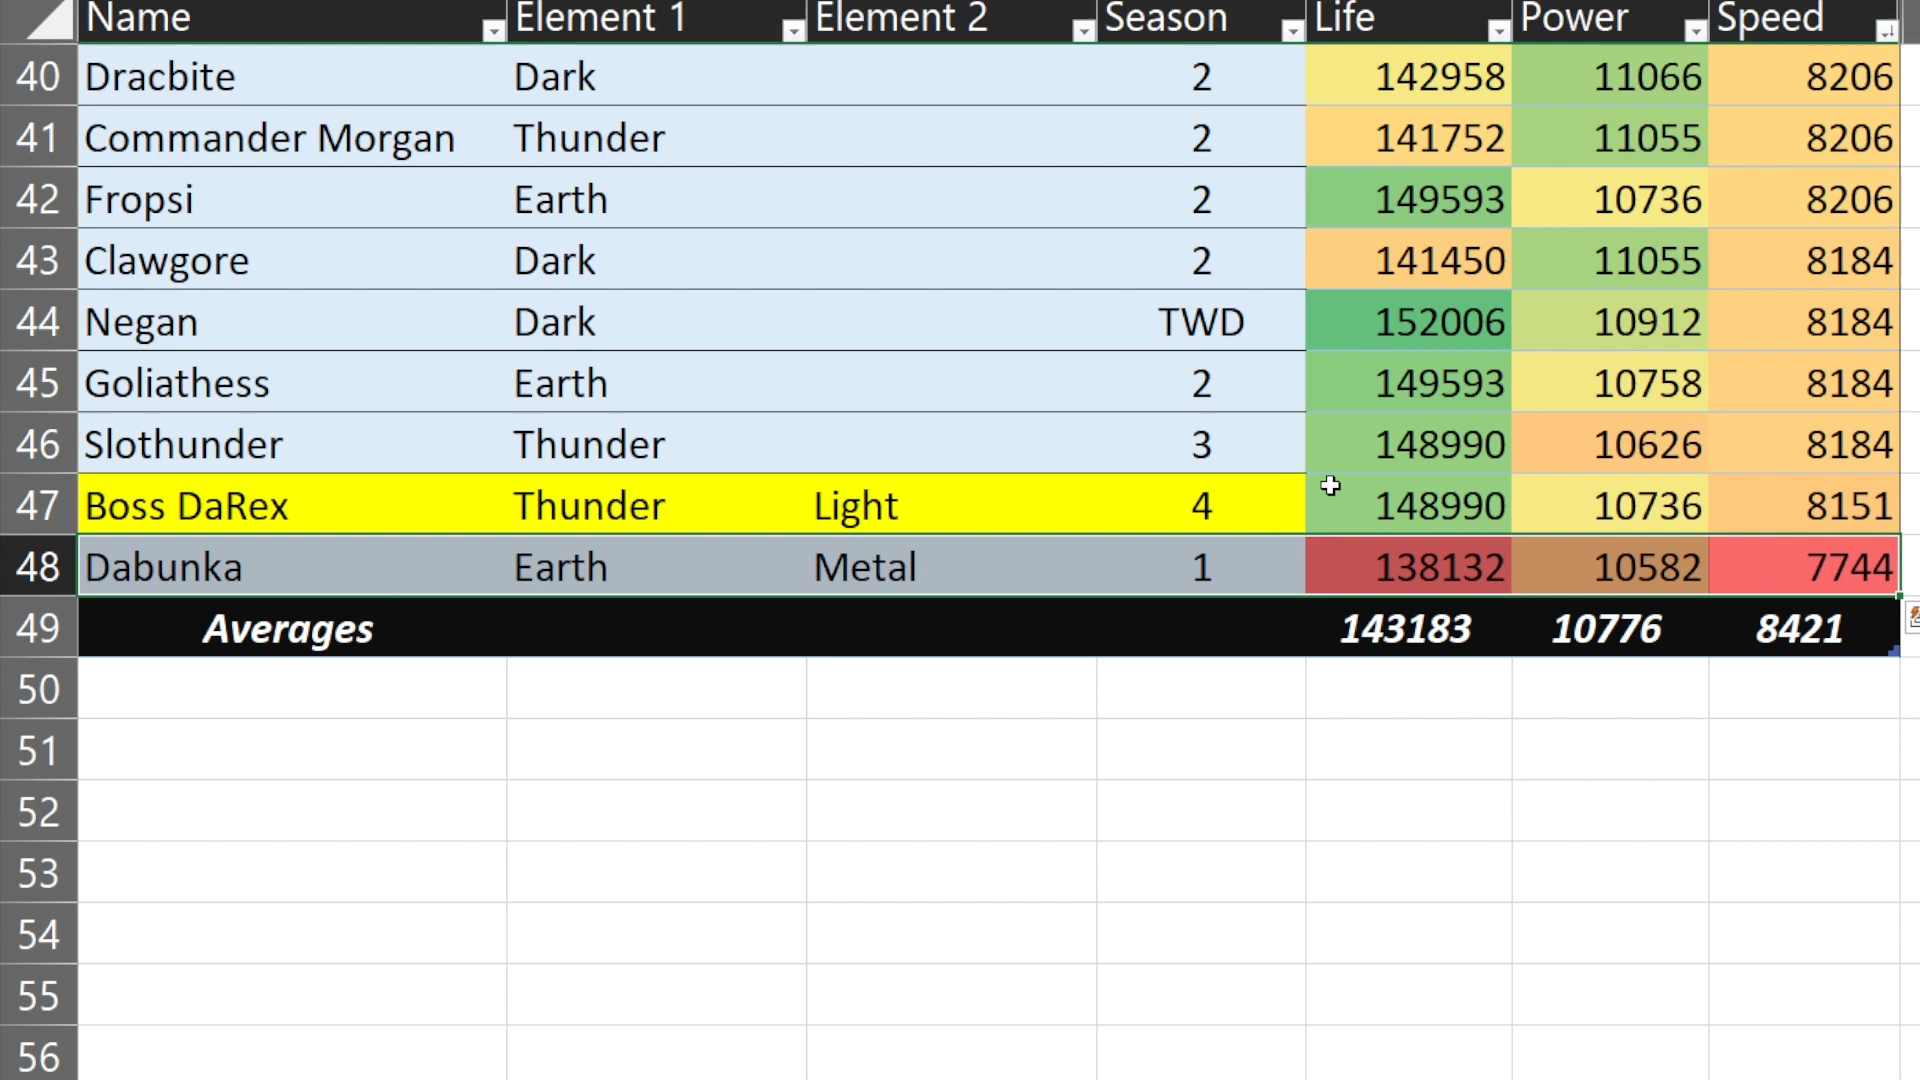 Name Element 1 Element 2 Season Life Power Speed
40 Dracbite Dark 2 142958 11066 8206
41 Commander Morgan Thunder 2 141752 11055 8206
42 Fropsi Earth 2 149593 10736 8206
43 Clawgore Dark 2 141450 11055 8184
44 Negan Dark TWD 152006 10912 8184
45 Goliathess Earth 2 149593 10758 8184
46 Slothunder Thunder 3 148990 10626 8184
47 Boss DaRex Thunder Light 4 148990 10736 8151
48 Dabunka Earth Metal 1 138132 10582 7744
49 Averages 143183 10776 8421
50
51
52
53
54
55
56